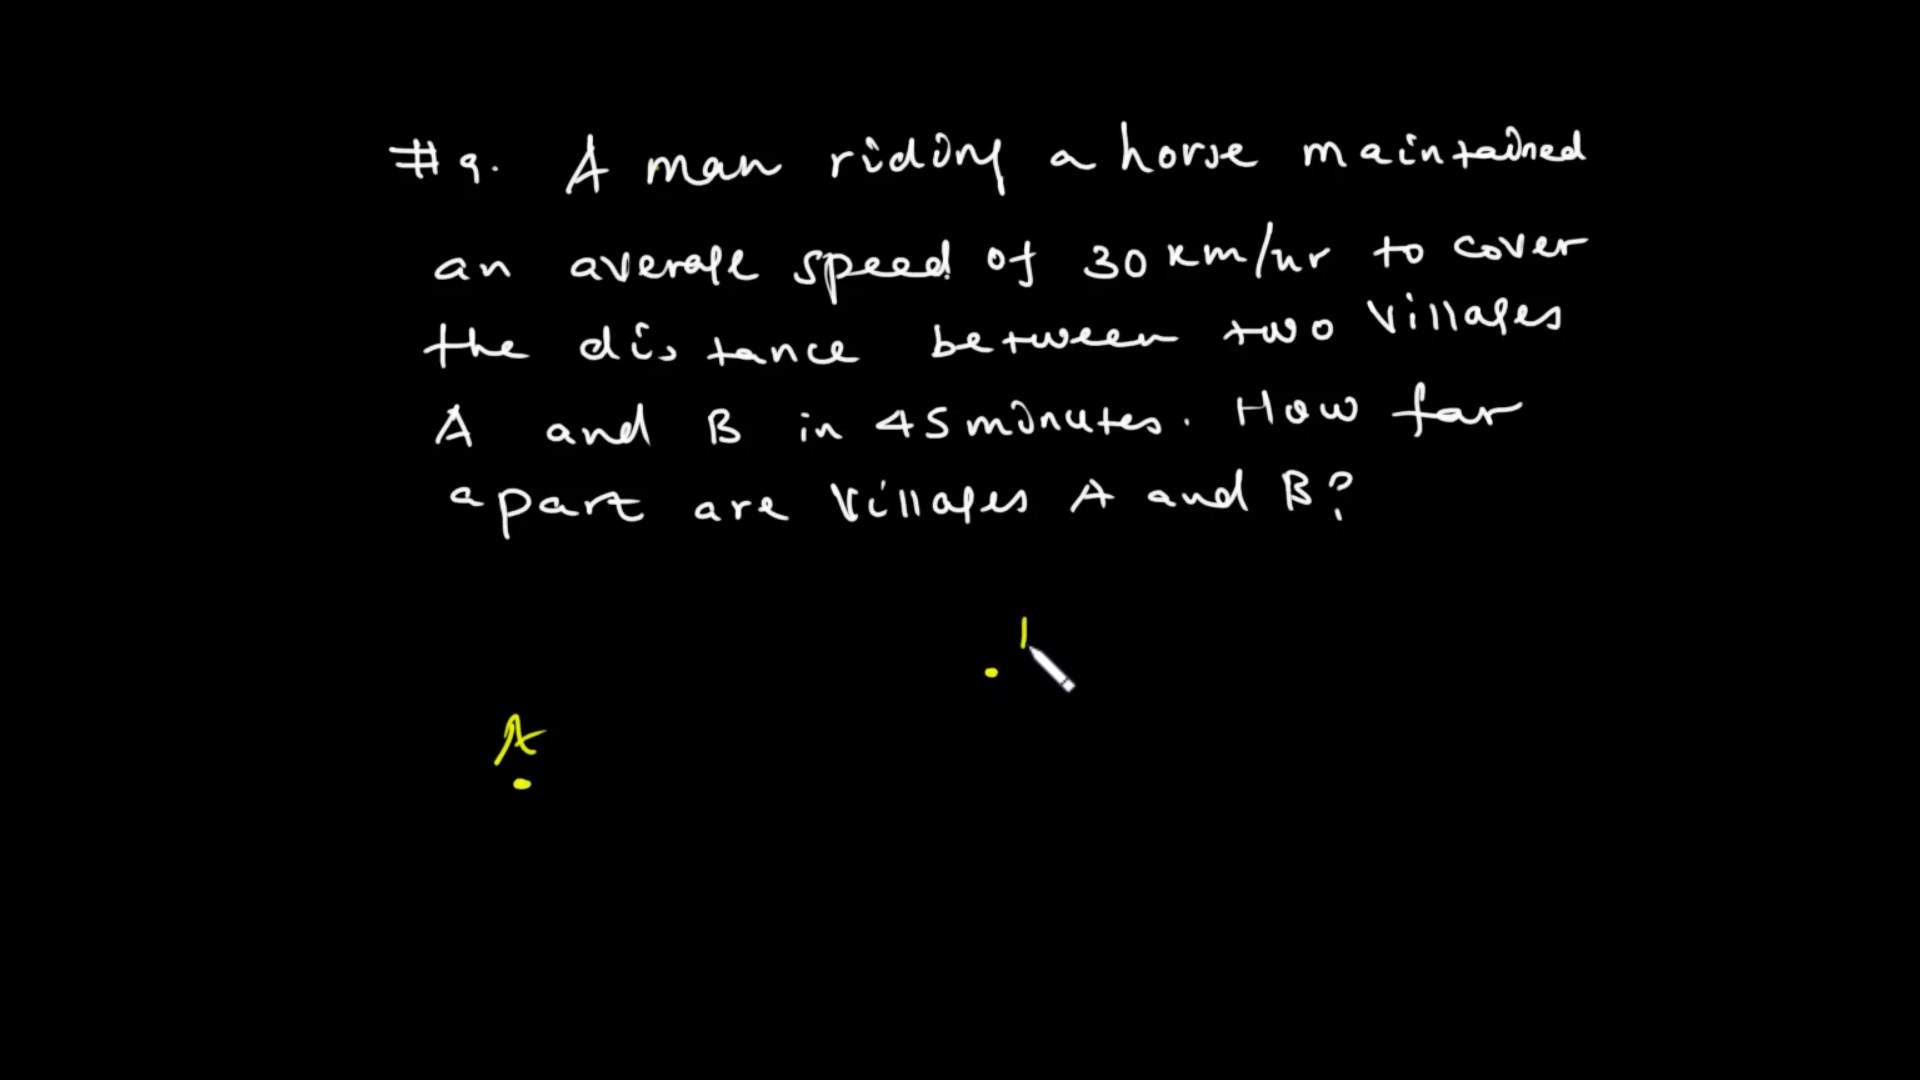 #9. A man riding a horse maintained
an average speed of 30 km/hr to cover
the distance between two villages
A and B in 45 minutes. How far
apart are villages A and B?
A